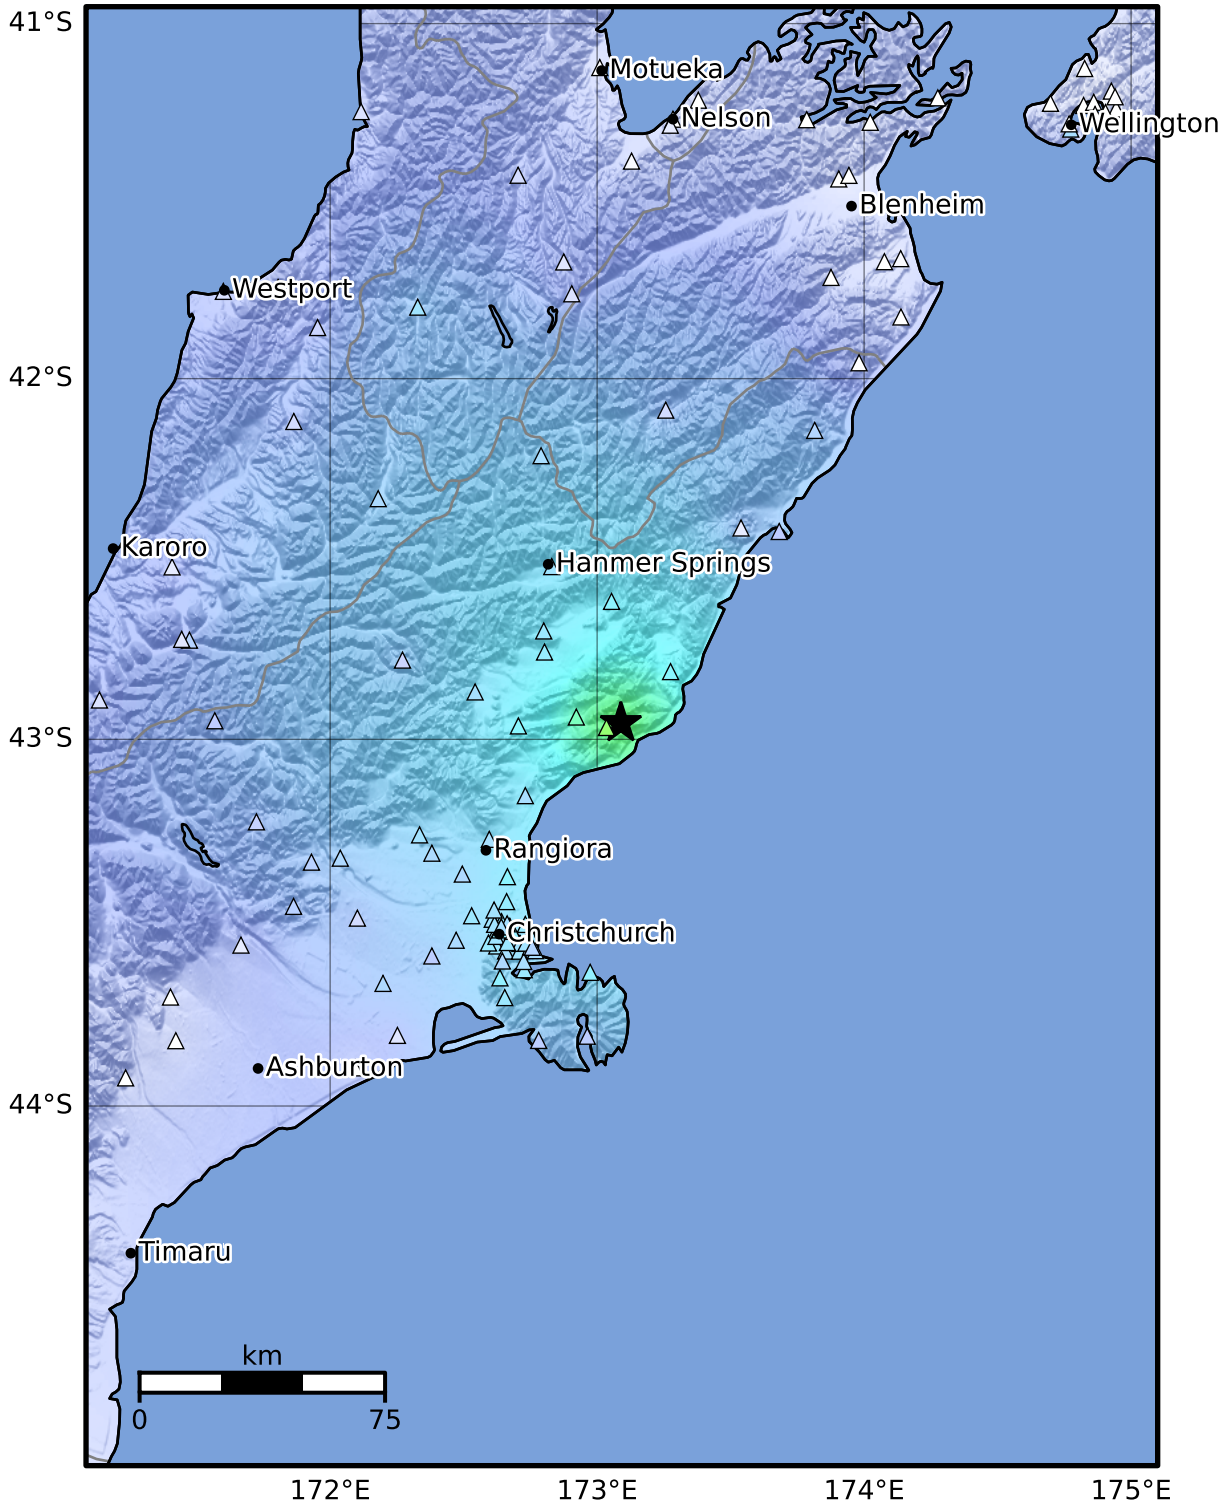 41°S
Motueka
Nelson
Wellington
Blenheim
Westport
42°S
Karoro
Hanmer Springs
43°S
Rangiora
Christchurch
Ashburton
44°S
Timaru
km
0 75
172°E 173°E 174°E 175°E